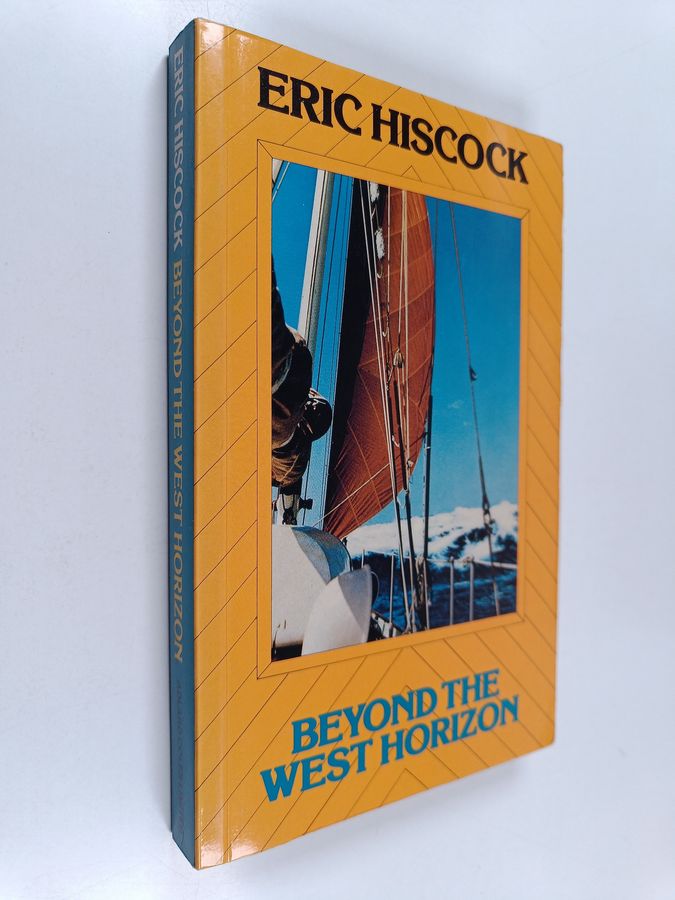 ERIC HISCOCK
BEYOND THE
WEST HORIZON
ERIC HISCOCK BEYOND THE WEST HORIZON